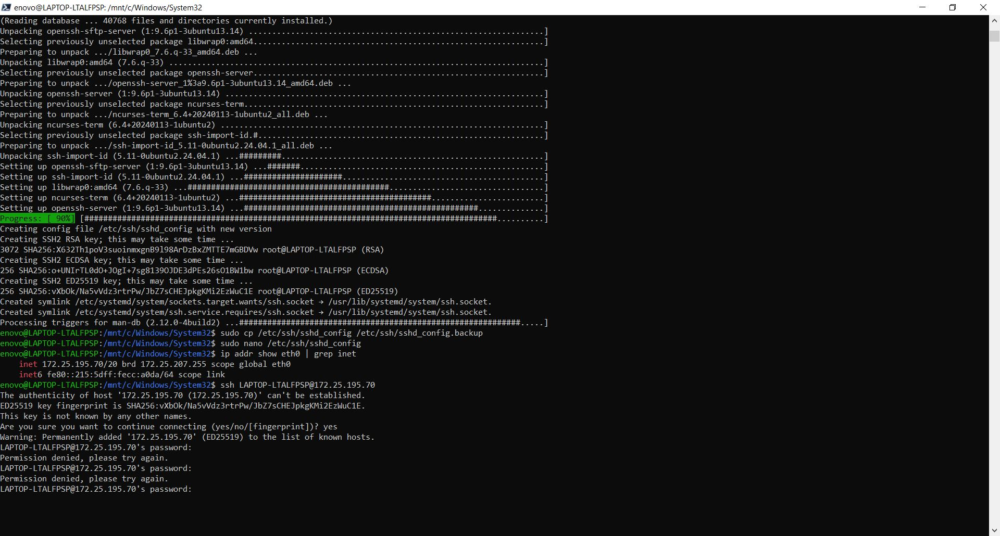 enovo@LAPTOP-LTALFPSP: /mnt/c/Windows/System32
(Reading database ... 40768 files and directories currently installed.)
Unpacking openssh-sftp-server (1:9.6p1-3ubuntu13.14) ...............................................................]
Selecting previously unselected package libwrap0:amd64..............................................................]
Preparing to unpack .../libwrap0_7.6.q-33_amd64.deb ...
Unpacking libwrap0:amd64 (7.6.q-33) ................................................................................]
Selecting previously unselected package openssh-server..............................................................]
Preparing to unpack .../openssh-server_1%3a9.6p1-3ubuntu13.14_amd64.deb ...
Unpacking openssh-server (1:9.6p1-3ubuntu13.14) ....................................................................]
Selecting previously unselected package ncurses-term................................................................]
Preparing to unpack .../ncurses-term_6.4+20240113-1ubuntu2_all.deb ...
Unpacking ncurses-term (6.4+20240113-1ubuntu2) .....................................................................]
Selecting previously unselected package ssh-import-id.#.............................................................]
Preparing to unpack .../ssh-import-id_5.11-0ubuntu2.24.04.1_all.deb ...
Unpacking ssh-import-id (5.11-0ubuntu2.24.04.1) ...#########........................................................]
Setting up openssh-sftp-server (1:9.6p1-3ubuntu13.14) ...#######....................................................]
Setting up ssh-import-id (5.11-0ubuntu2.24.04.1) ...#####################...........................................]
Setting up libwrap0:amd64 (7.6.q-33) ...###########################################.................................]
Setting up ncurses-term (6.4+20240113-1ubuntu2) ...#########################################........................]
Setting up openssh-server (1:9.6p1-3ubuntu13.14) ...##################################################..............]
Progress: [ 90%] [########################################################################################..........]
Creating config file /etc/ssh/sshd_config with new version
Creating SSH2 RSA key; this may take some time ...
3072 SHA256:X632Th1poV3suoinmxgnB9l98ArDzBxZMTTE7mGBDVw root@LAPTOP-LTALFPSP (RSA)
Creating SSH2 ECDSA key; this may take some time ...
256 SHA256:o+UNIrTL0dO+JOgI+7sg8139OJDE3dPEs26sO1BW1bw root@LAPTOP-LTALFPSP (ECDSA)
Creating SSH2 ED25519 key; this may take some time ...
256 SHA256:vXbOk/Na5vVdz3rtrPw/JbZ7sCHEJpkgKMi2EzWuC1E root@LAPTOP-LTALFPSP (ED25519)
Created symlink /etc/systemd/system/sockets.target.wants/ssh.socket → /usr/lib/systemd/system/ssh.socket.
Created symlink /etc/systemd/system/ssh.service.requires/ssh.socket → /usr/lib/systemd/system/ssh.socket.
Processing triggers for man-db (2.12.0-4build2) ...############################################################.....]
enovo@LAPTOP-LTALFPSP:/mnt/c/Windows/System32$ sudo cp /etc/ssh/sshd_config /etc/ssh/sshd_config.backup
enovo@LAPTOP-LTALFPSP:/mnt/c/Windows/System32$ sudo nano /etc/ssh/sshd_config
enovo@LAPTOP-LTALFPSP:/mnt/c/Windows/System32$ ip addr show eth0 | grep inet
    inet 172.25.195.70/20 brd 172.25.207.255 scope global eth0
    inet6 fe80::215:5dff:fecc:a0da/64 scope link
enovo@LAPTOP-LTALFPSP:/mnt/c/Windows/System32$ ssh LAPTOP-LTALFPSP@172.25.195.70
The authenticity of host '172.25.195.70 (172.25.195.70)' can't be established.
ED25519 key fingerprint is SHA256:vXbOk/Na5vVdz3rtrPw/JbZ7sCHEJpkgKMi2EzWuC1E.
This key is not known by any other names.
Are you sure you want to continue connecting (yes/no/[fingerprint])? yes
Warning: Permanently added '172.25.195.70' (ED25519) to the list of known hosts.
LAPTOP-LTALFPSP@172.25.195.70's password:
Permission denied, please try again.
LAPTOP-LTALFPSP@172.25.195.70's password:
Permission denied, please try again.
LAPTOP-LTALFPSP@172.25.195.70's password: